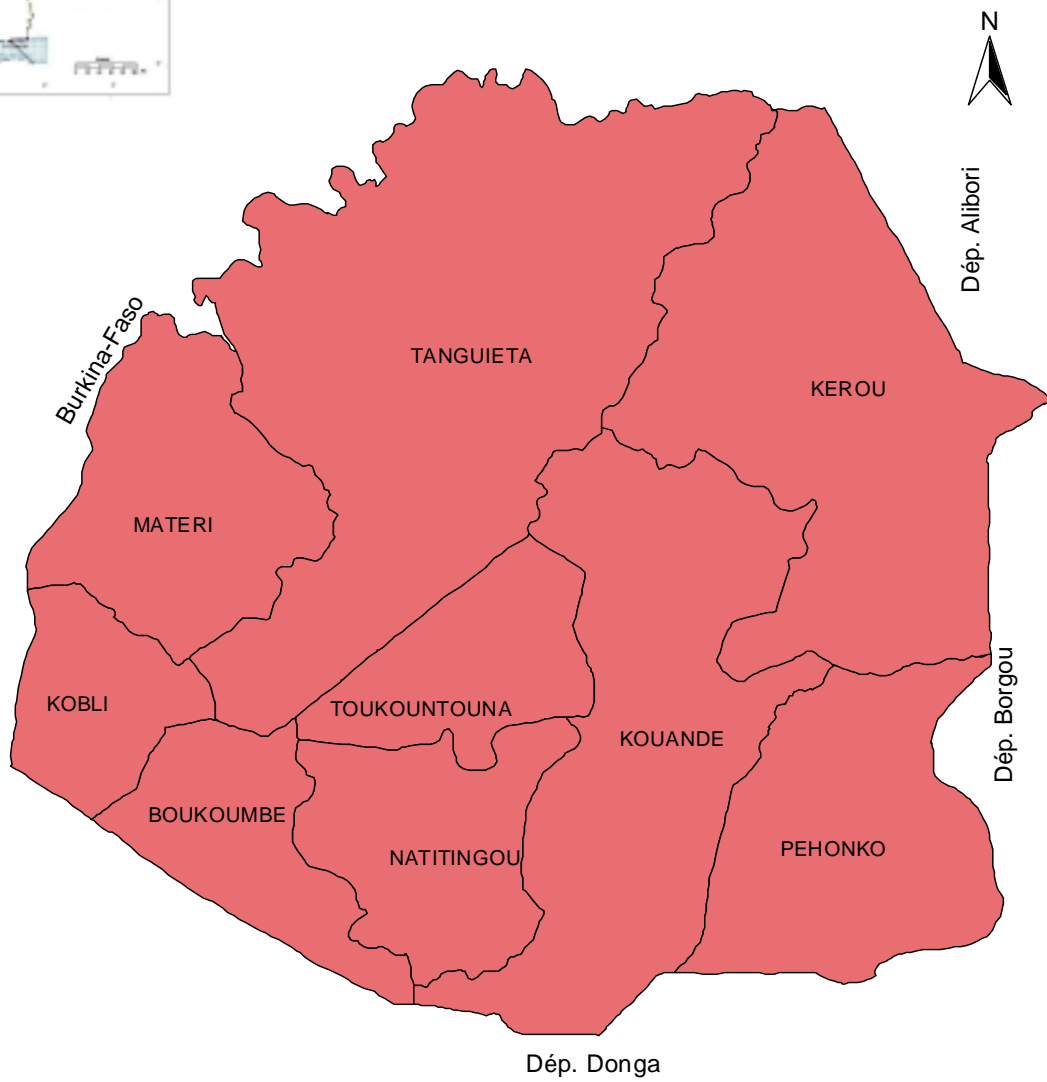 N
Dép. Alibori
Burkina-Faso
TANGUIETA
KEROU
MATERI
KOBLI
TOUKOUNTOUNA
KOUANDE
Dép. Borgou
BOUKOUMBE
NATITINGOU
PEHONKO
Dép. Donga